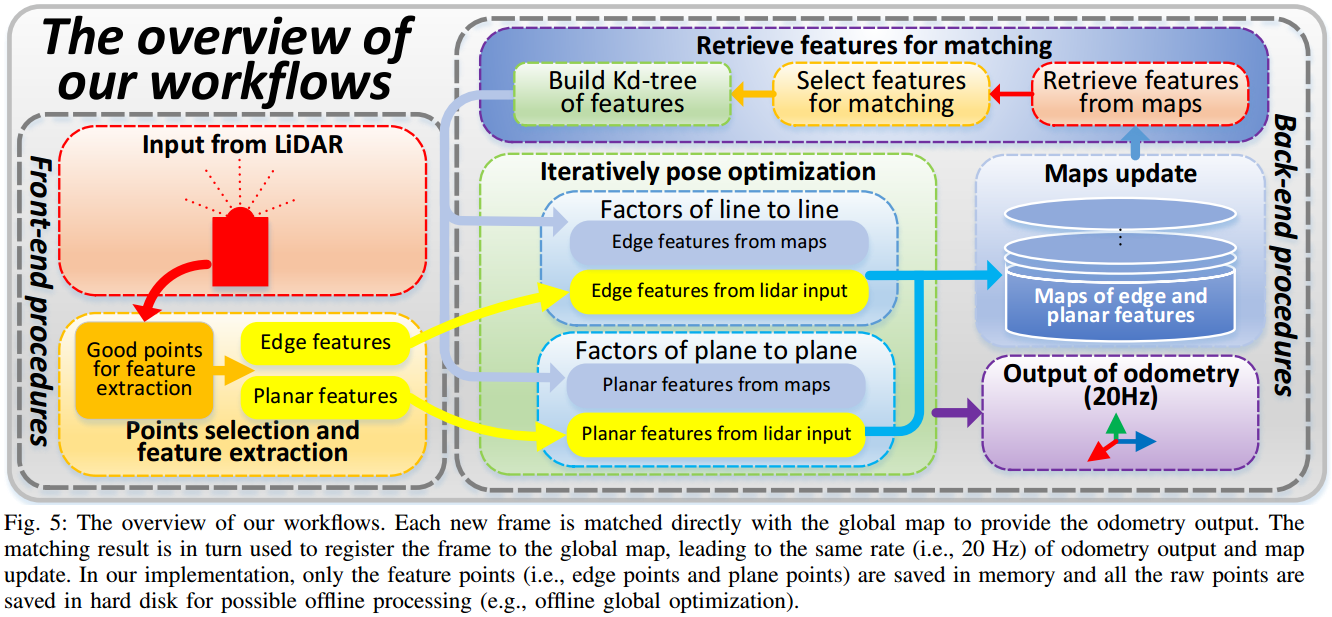 The overview of
our workflows
Front-end procedures
Input from LiDAR
Good points
for feature
extraction
Edge features
Planar features
Points selection and
feature extraction
Back-end procedures
Retrieve features for matching
Build Kd-tree
of features
Select features
for matching
Retrieve features
from maps
Iteratively pose optimization
Factors of line to line
Edge features from maps
Edge features from lidar input
Factors of plane to plane
Planar features from maps
Planar features from lidar input
Maps update
Maps of edge and
planar features
Output of odometry
(20Hz)
Fig. 5: The overview of our workflows. Each new frame is matched directly with the global map to provide the odometry output. The
matching result is in turn used to register the frame to the global map, leading to the same rate (i.e., 20 Hz) of odometry output and map
update. In our implementation, only the feature points (i.e., edge points and plane points) are saved in memory and all the raw points are
saved in hard disk for possible offline processing (e.g., offline global optimization).